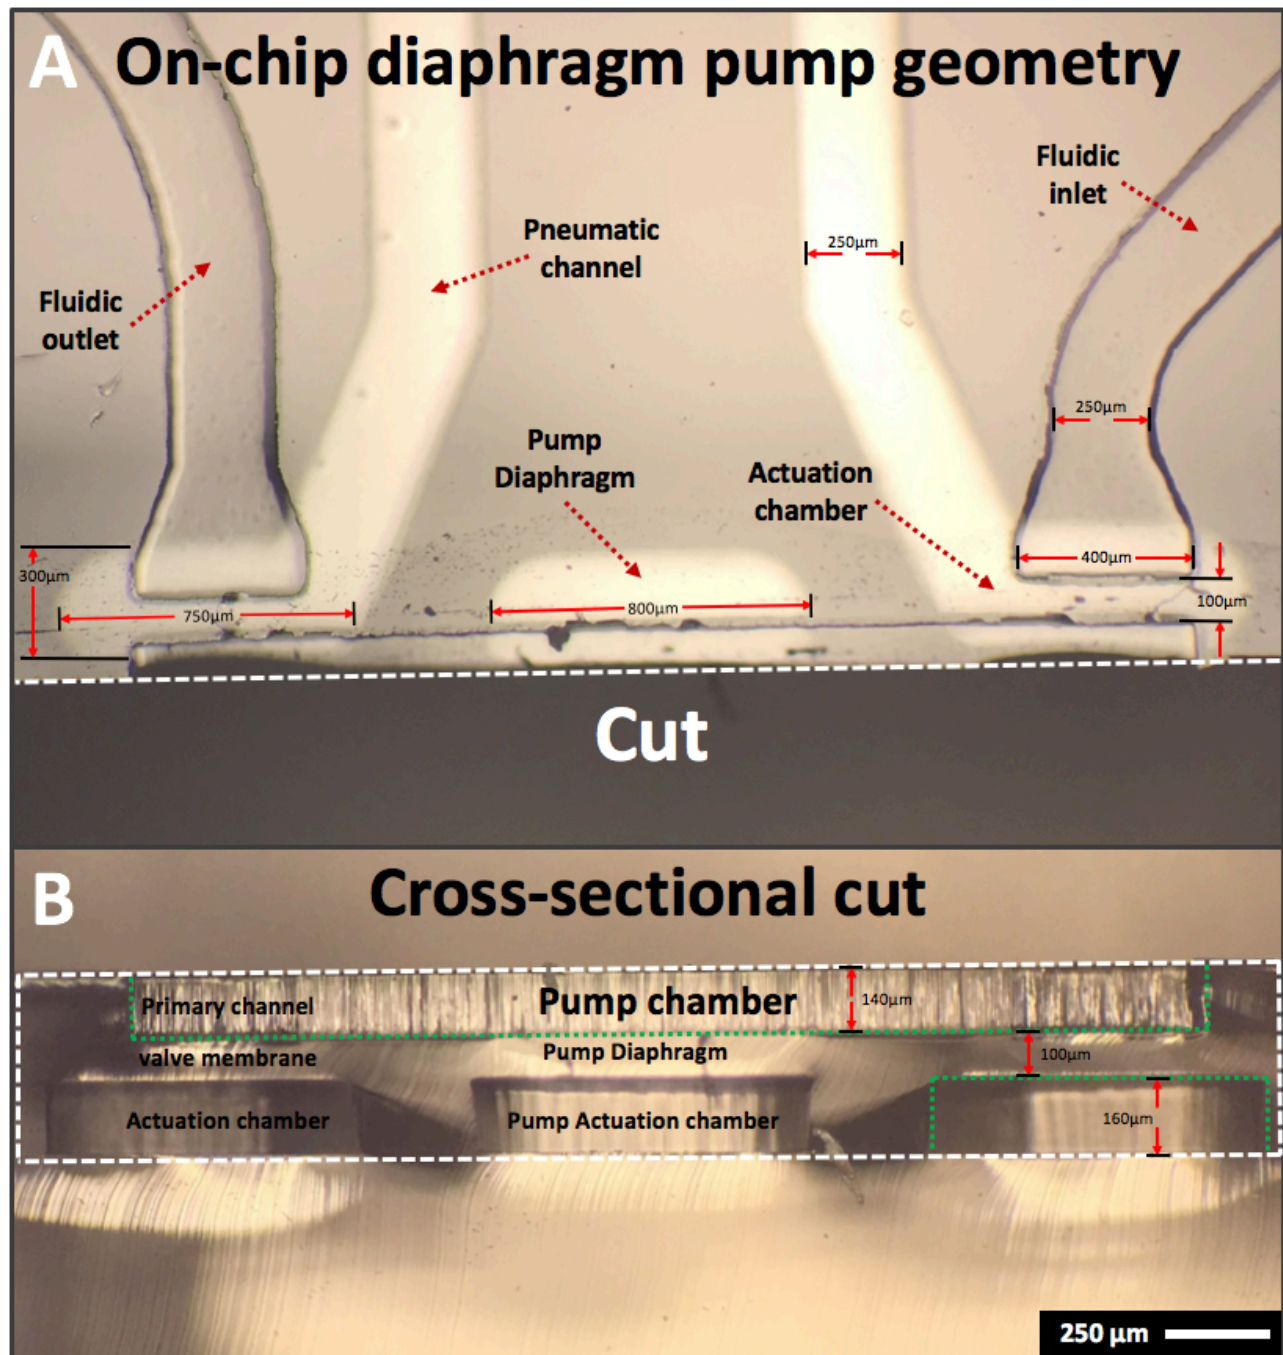 A
On-chip diaphragm pump geometry
Fluidic
inlet
Pneumatic
channel
250µm
Fluidic
outlet
250µm
Pump
Diaphragm
Actuation
chamber
300µm
400µm
750µm
800µm
100µm
Cut
B
Cross-sectional cut
Primary channel
Pump chamber
140µm
valve membrane
Pump Diaphragm
100µm
Actuation chamber
Pump Actuation chamber
160µm
250 µm